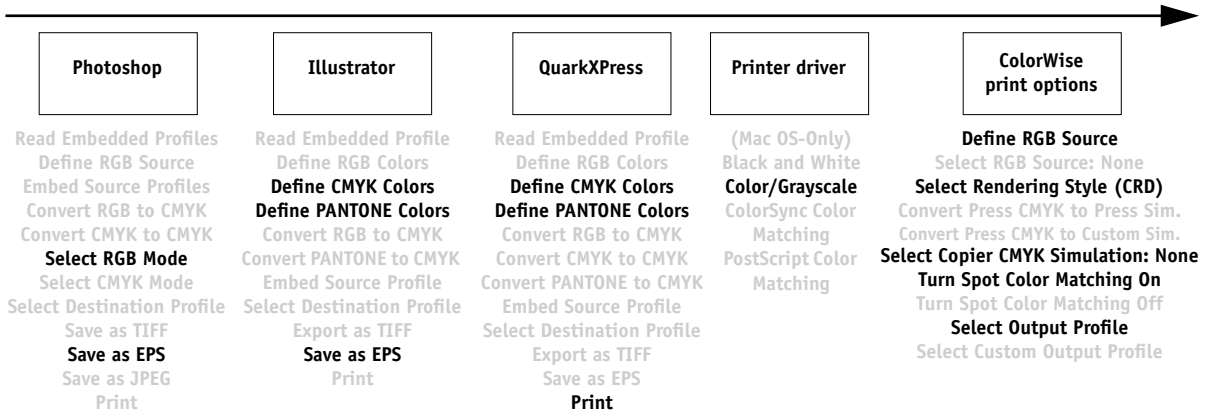 Photoshop
Read Embedded Profiles
Define RGB Source
Embed Source Profiles
Convert RGB to CMYK
Convert CMYK to CMYK
Select RGB Mode
Select CMYK Mode
Select Destination Profile
Save as TIFF
Save as EPS
Save as JPEG
Print
Illustrator
Read Embedded Profile
Define RGB Colors
Define CMYK Colors
Define PANTONE Colors
Convert RGB to CMYK
Convert PANTONE to CMYK
Embed Source Profile
Select Destination Profile
Export as TIFF
Save as EPS
Print
QuarkXPress
Read Embedded Profile
Define RGB Colors
Define CMYK Colors
Define PANTONE Colors
Convert RGB to CMYK
Convert CMYK to CMYK
Convert PANTONE to CMYK
Embed Source Profile
Select Destination Profile
Export as TIFF
Save as EPS
Print
Printer driver
(Mac OS-Only)
Black and White
Color/Grayscale
ColorSync Color
Matching
PostScript Color
Matching
ColorWise
print options
Define RGB Source
Select RGB Source: None
Select Rendering Style (CRD)
Convert Press CMYK to Press Sim.
Convert Press CMYK to Custom Sim.
Select Copier CMYK Simulation: None
Turn Spot Color Matching On
Turn Spot Color Matching Off
Select Output Profile
Select Custom Output Profile